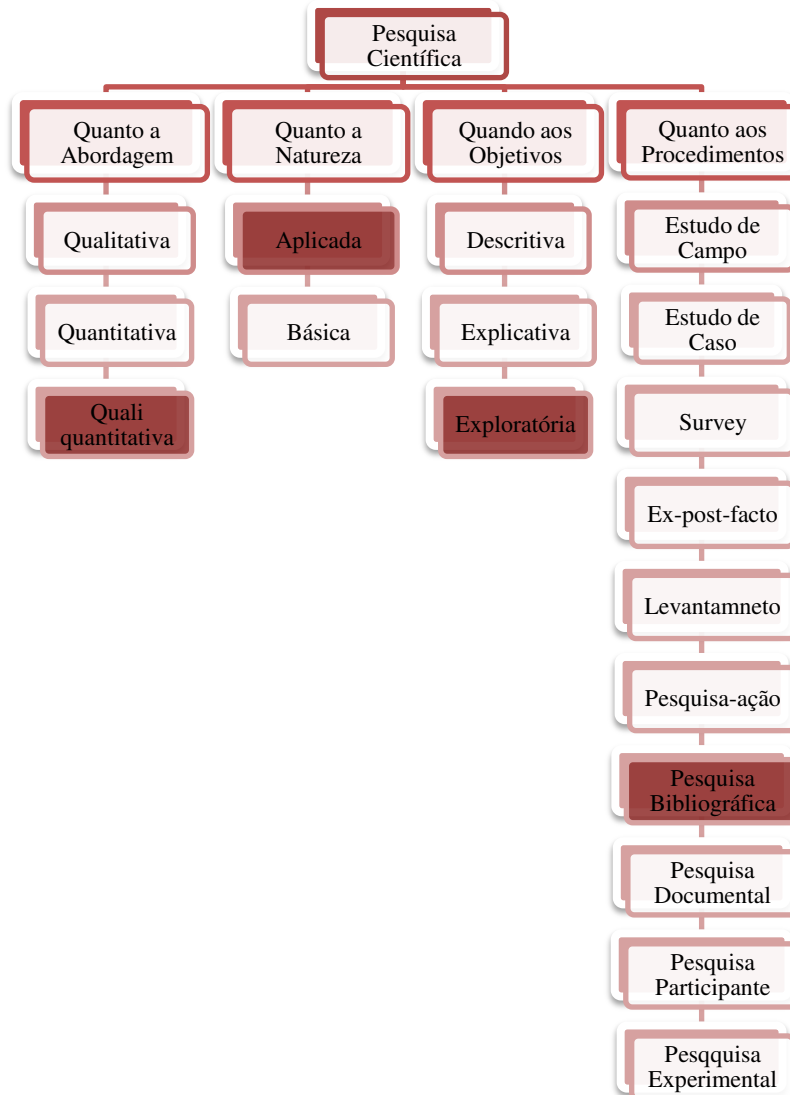 Pesquisa
Científica
Quanto a
Abordagem
Quanto a
Natureza
Quando aos
Objetivos
Quanto aos
Procedimentos
Qualitativa
Quantitativa
Quali
quantitativa
Aplicada
Básica
Descritiva
Explicativa
Exploratória
Estudo de
Campo
Estudo de
Caso
Survey
Ex-post-facto
Levantamneto
Pesquisa-ação
Pesquisa
Bibliográfica
Pesquisa
Documental
Pesquisa
Participante
Pesqquisa
Experimental